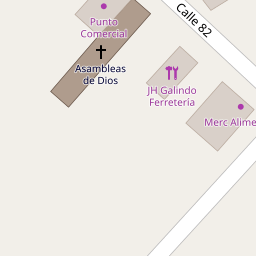 Calle 82
Punto
Comercial
Asambleas
de Dios
JH Galindo
Ferretería
Merc Alime